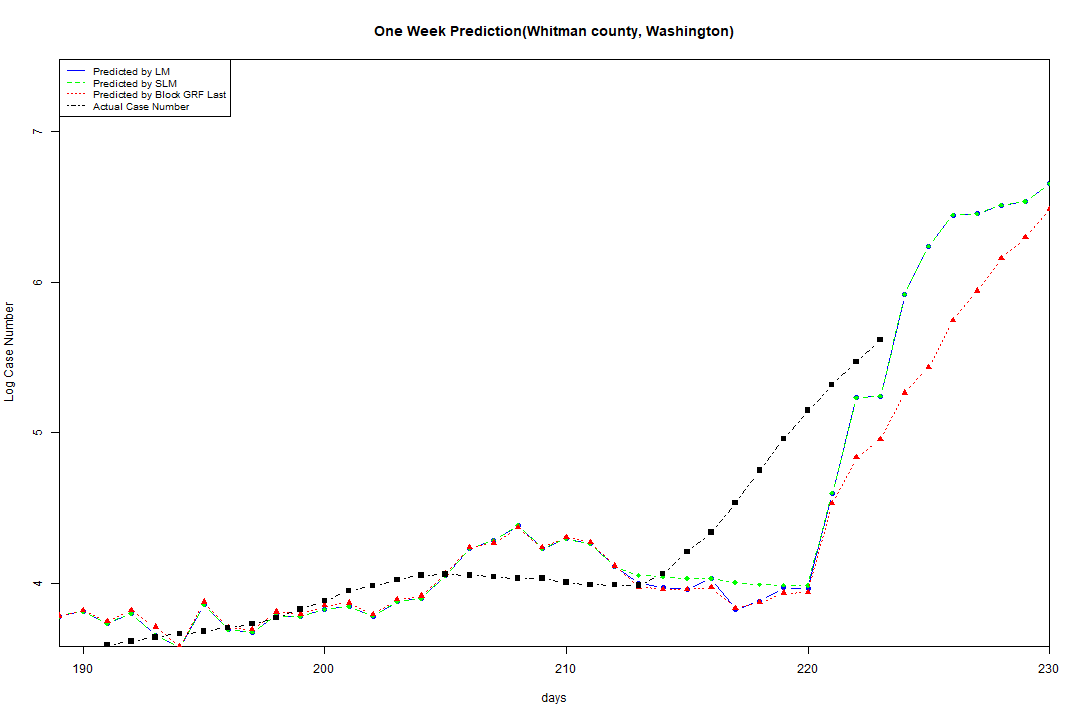 One Week Prediction(Whitman county, Washington)
Predicted by LM
Predicted by SLM
Predicted by Block GRF Last
Actual Case Number
7
6
5
4
Log Case Number
190
200
210
220
230
days